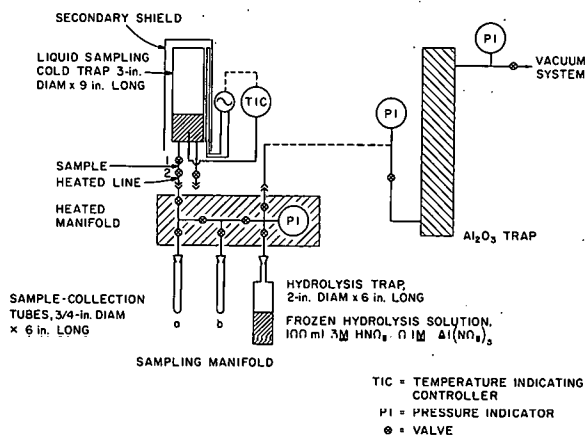 SECONDARY SHIELD
LIQUID SAMPLING
COLD TRAP 3-in.
DIAM x 9 in. LONG
TIC
PI
VACUUM
SYSTEM
PI
SAMPLE
1
2
HEATED LINE
HEATED
MANIFOLD
PI
Al₂O₃ TRAP
SAMPLE-COLLECTION
TUBES, 3/4-in. DIAM
x 6 in. LONG
a
b
HYDROLYSIS TRAP,
2-in. DIAM x 6 in. LONG
FROZEN HYDROLYSIS SOLUTION,
100 ml 3M HNO₃ 0.1M Al(NO₃)₃
SAMPLING MANIFOLD
TIC = TEMPERATURE INDICATING
CONTROLLER
PI = PRESSURE INDICATOR
= VALVE